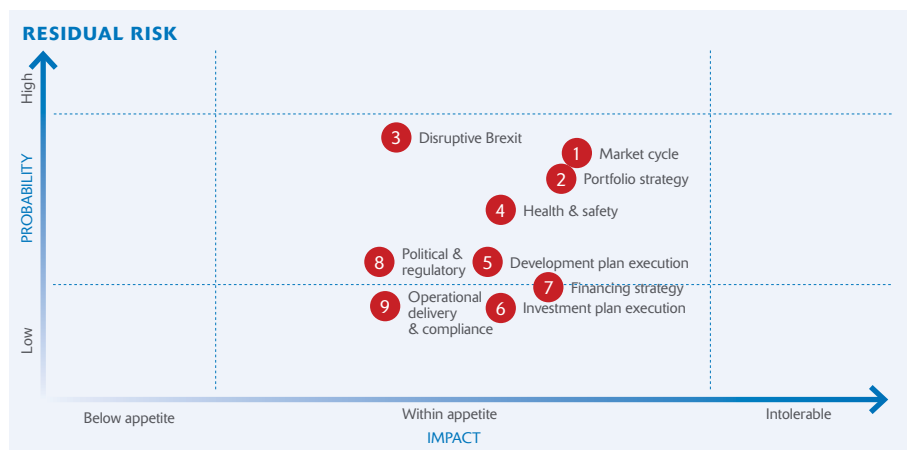 RESIDUAL RISK
High
PROBABILITY
Low
3 Disruptive Brexit
1 Market cycle
2 Portfolio strategy
4 Health & safety
8 Political &
regulatory
5 Development plan execution
7 Financing strategy
9 Operational
delivery
& compliance
6 Investment plan execution
Below appetite
Within appetite
Intolerable
IMPACT